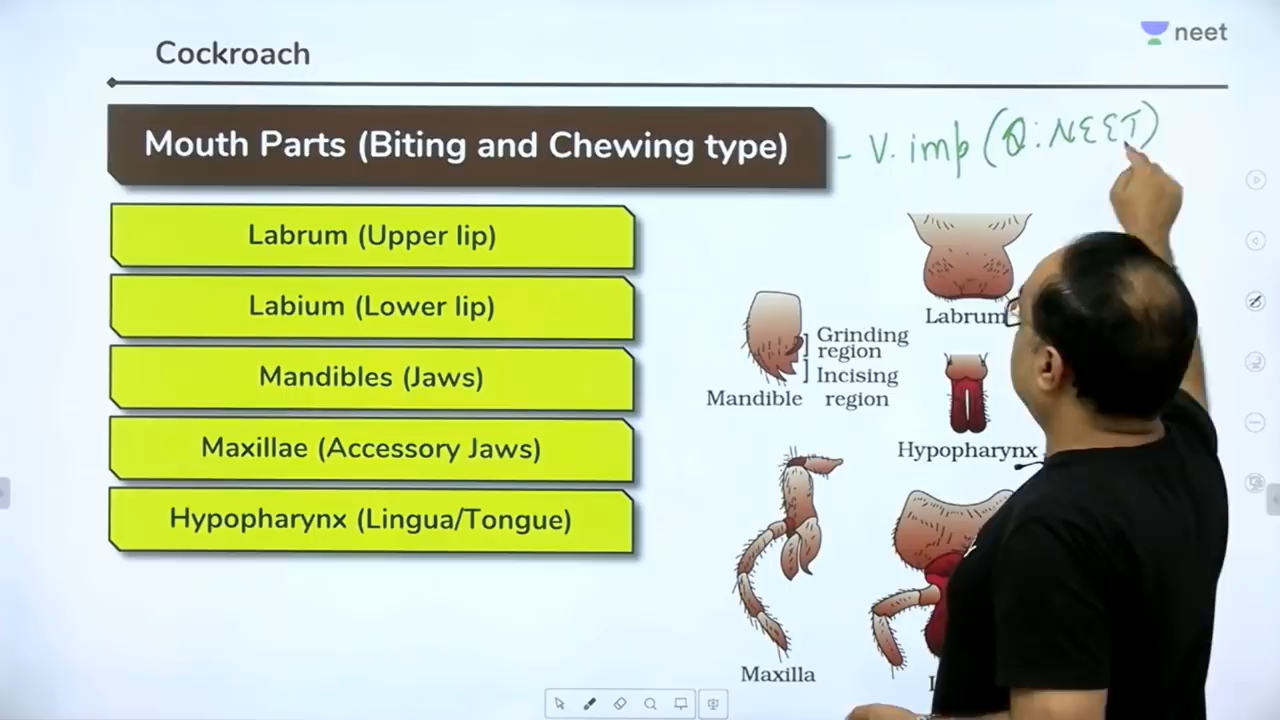 neet
Cockroach
Mouth Parts (Biting and Chewing type)
- V. imp (Q: NEET)
Labrum (Upper lip)
Labium (Lower lip)
Mandibles (Jaws)
Maxillae (Accessory Jaws)
Hypopharynx (Lingua/Tongue)
Labrum
Grinding
region
Incising
region
Mandible
Hypopharynx
Maxilla